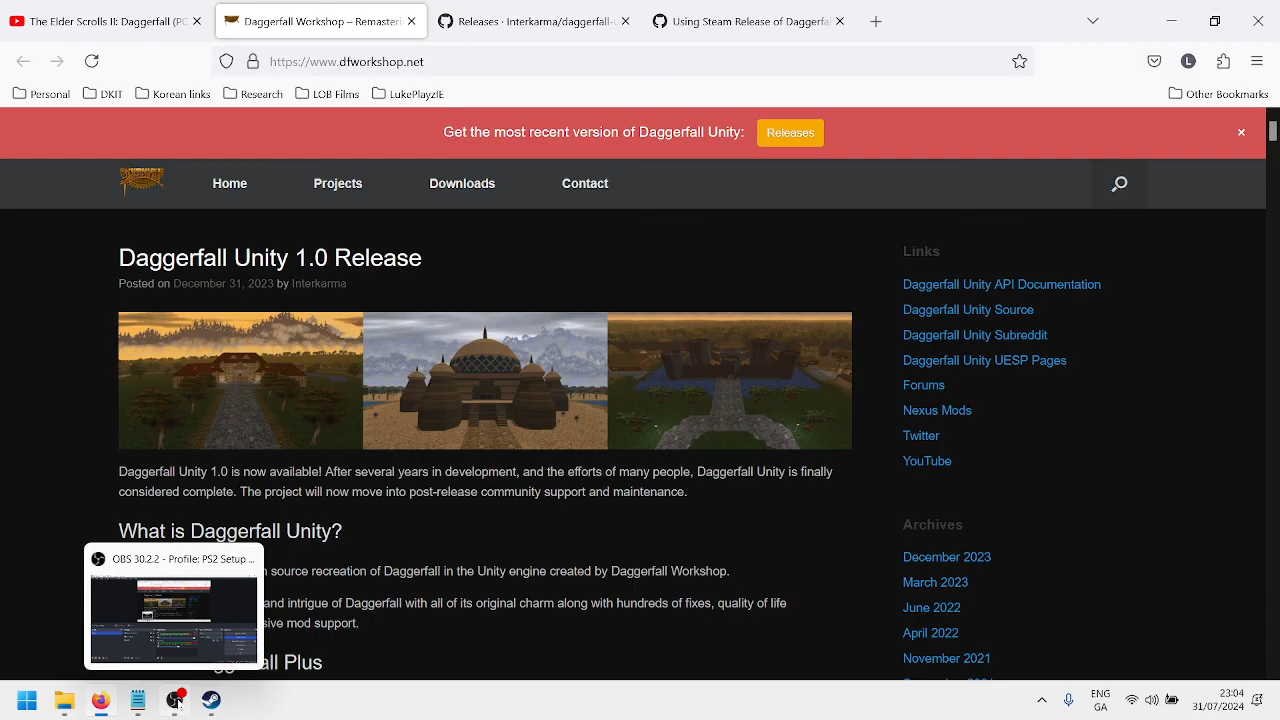 The Elder Scrolls II: Daggerfall (PC
Daggerfall Workshop – Remasteri
Releases · Interkarma/daggerfall-u
Using Steam Release of Daggerfal
https://www.dfworkshop.net
Personal
DKIT
Korean links
Research
LOB Films
LukePlayzIE
Other Bookmarks
Get the most recent version of Daggerfall Unity:
Releases
Home
Projects
Downloads
Contact
Daggerfall Unity 1.0 Release
Posted on December 31, 2023 by Interkarma
Daggerfall Unity 1.0 is now available! After several years in development, and the efforts of many people, Daggerfall Unity is finally
considered complete. The project will now move into post-release community support and maintenance.
What is Daggerfall Unity?
source recreation of Daggerfall in the Unity engine created by Daggerfall Workshop.
and intrigue of Daggerfall with all of its original charm along with hundreds of fixes, quality of life
sive mod support.
all Plus
Links
Daggerfall Unity API Documentation
Daggerfall Unity Source
Daggerfall Unity Subreddit
Daggerfall Unity UESP Pages
Forums
Nexus Mods
Twitter
YouTube
Archives
December 2023
March 2023
June 2022
April 2022
November 2021
OBS 30.2.2 - Profile: PS2 Setup ...
L
ENG
GA
23:04
31/07/2024